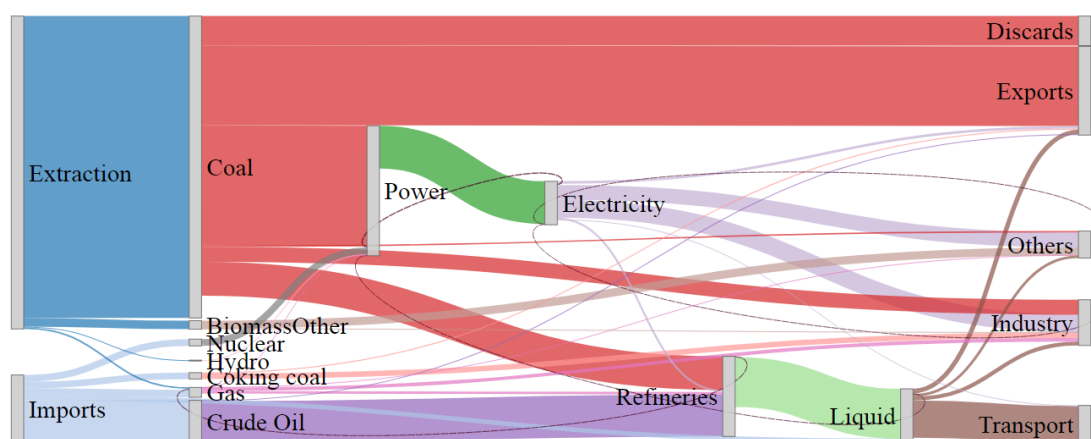 Discards
Exports
Extraction
Coal
Power
Electricity
Others
BiomassOther
Nuclear
Hydro
Coking coal
Gas
Industry
Refineries
Imports
Crude Oil
Liquid
Transport